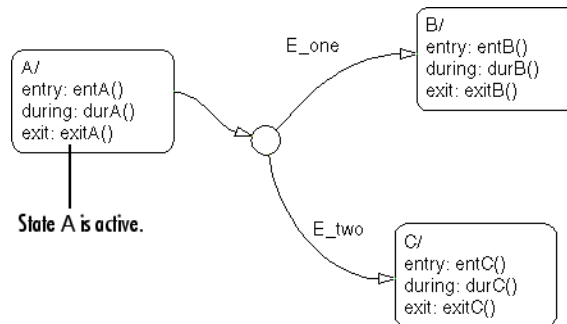 A/
entry: entA()
during: durA()
exit: exitA()
State A is active.
E_one
B/
entry: entB()
during: durB()
exit: exitB()
E_two
C/
entry: entC()
during: durC()
exit: exitC()